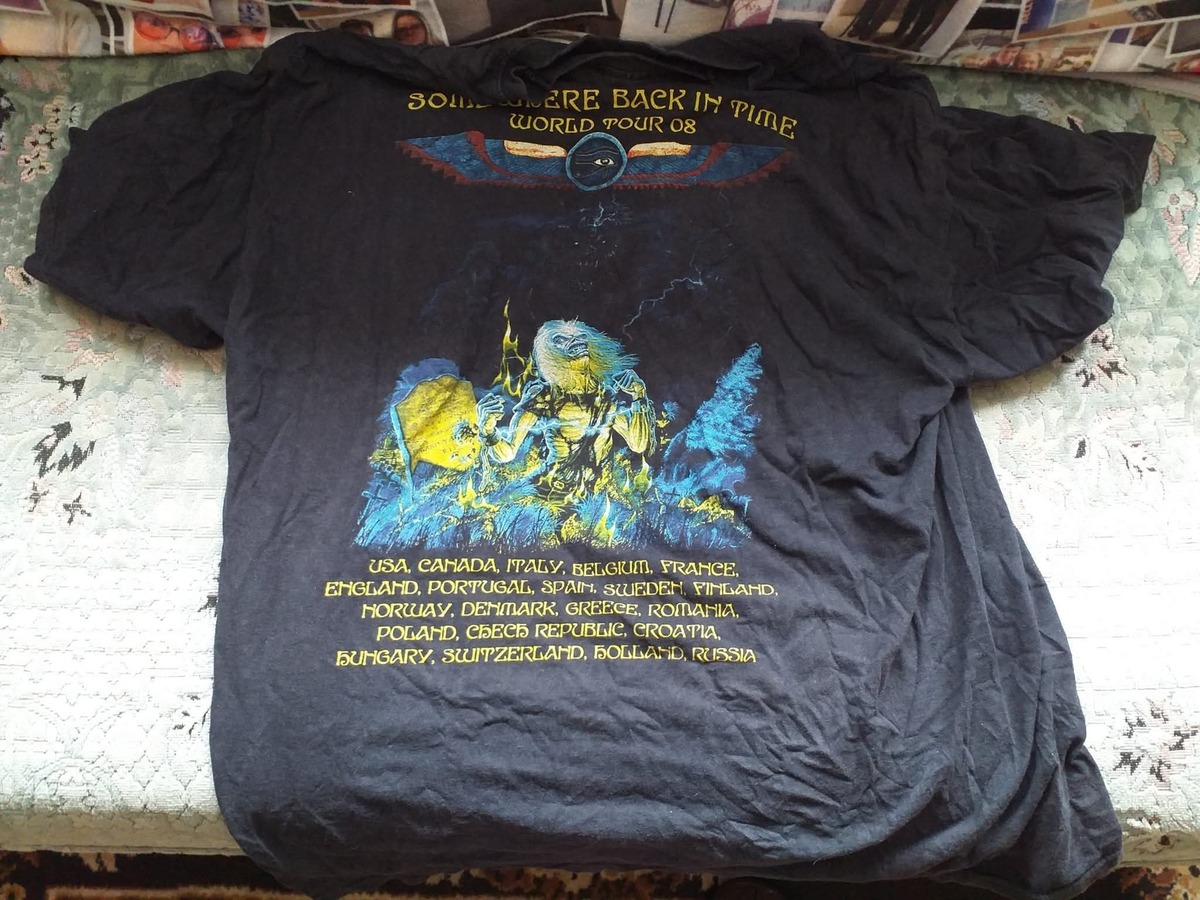 SOMEWHERE BACK IN TIME
WORLD TOUR 08
USA, CANADA, ITALY, BELGIUM, FRANCE,
ENGLAND, PORTUGAL, SPAIN, SWEDEN, FINLAND,
NORWAY, DENMARK, GREECE, ROMANIA,
POLAND, CHECH REPUBLIC, CROATIA,
HUNGARY, SWITZERLAND, HOLLAND, RUSSIA